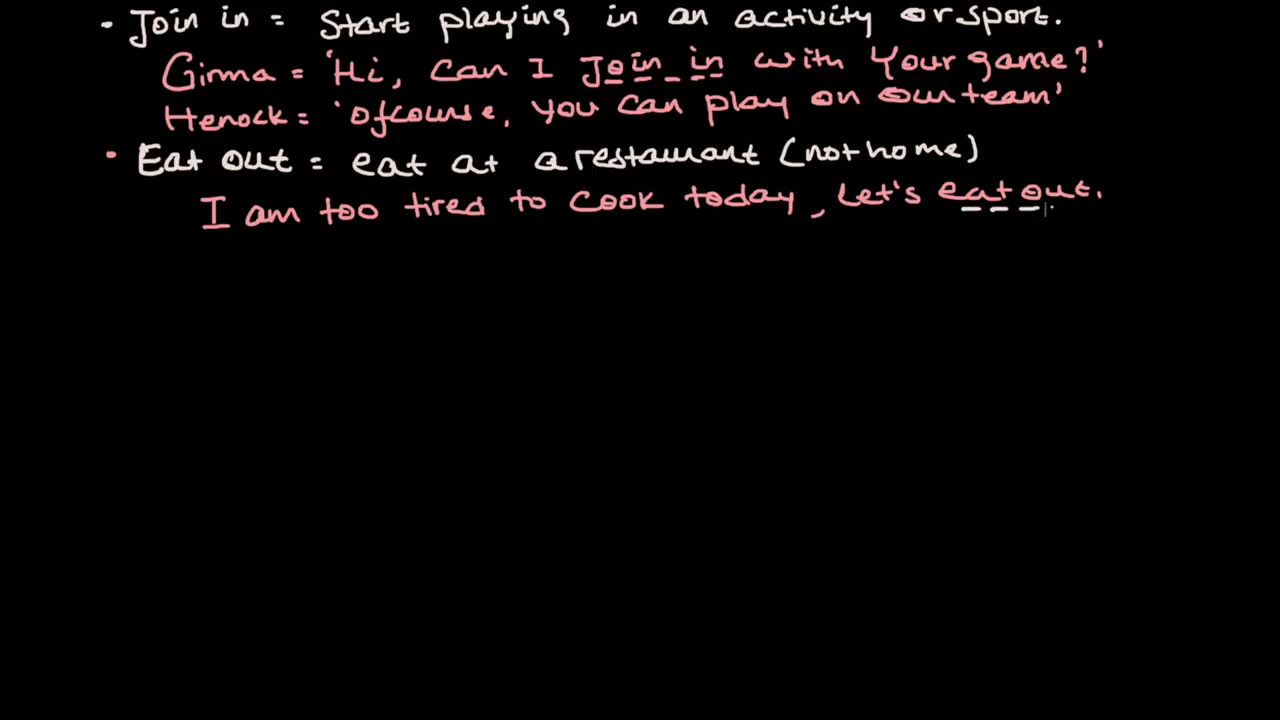 · Join in = Start playing in an activity or sport.
Girma = 'Hi, Can I Join in with Your game?'
Henock = 'ofcourse, You can play on our team'
· Eat out = eat at a restaurant (not home)
I am too tired to cook today, Let's eat out.